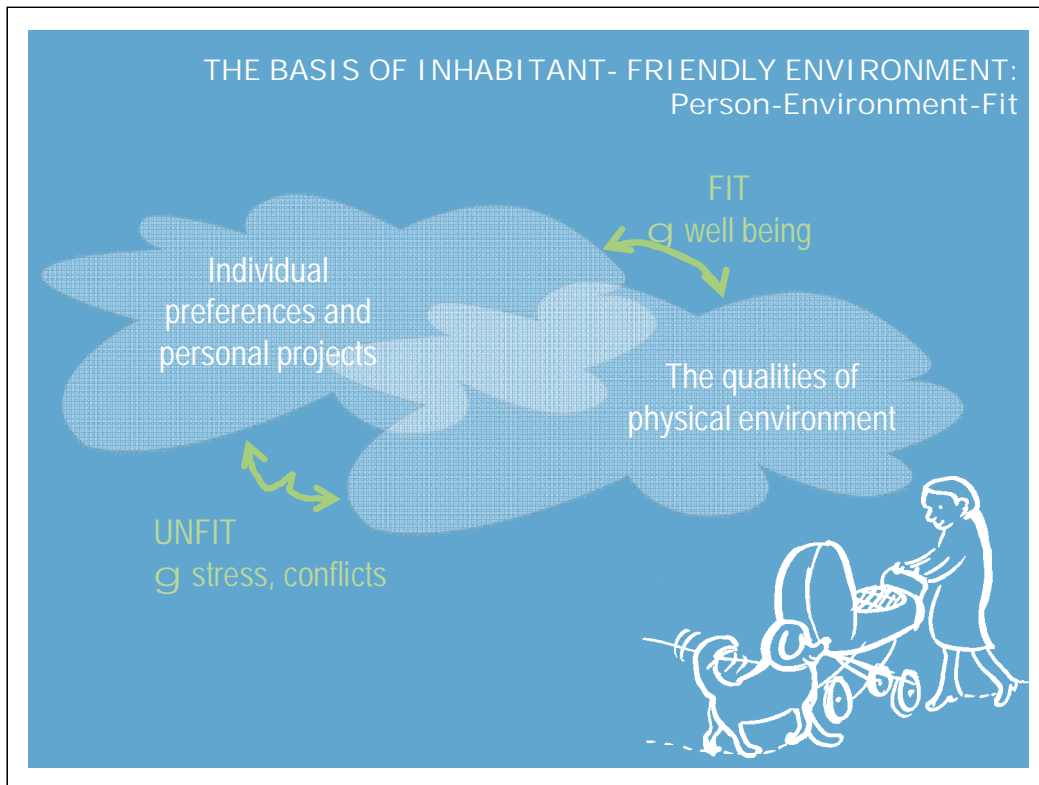 THE BASIS OF INHABITANT- FRIENDLY ENVIRONMENT:
Person-Environment-Fit
FIT
g well being
Individual
preferences and
personal projects
The qualities of
physical environment
UNFIT
g stress, conflicts